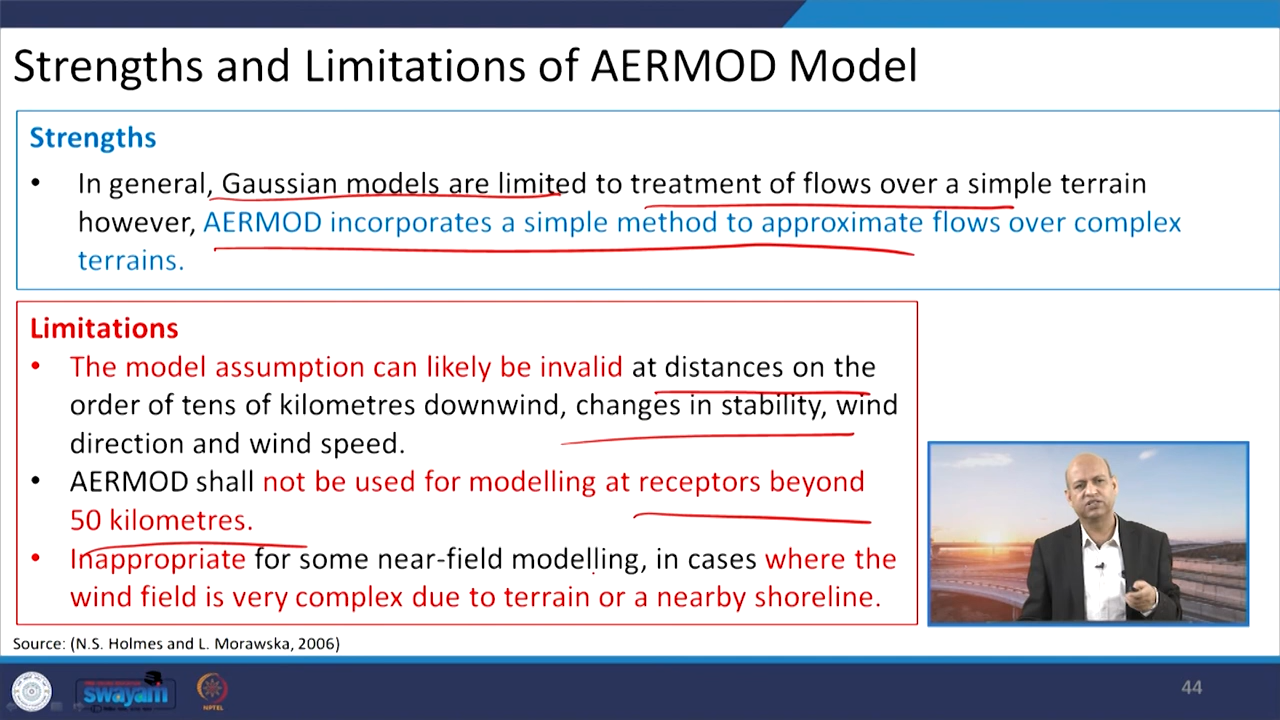 Strengths and Limitations of AERMOD Model
Strengths
• In general, Gaussian models are limited to treatment of flows over a simple terrain
however, AERMOD incorporates a simple method to approximate flows over complex
terrains.
Limitations
• The model assumption can likely be invalid at distances on the
order of tens of kilometres downwind, changes in stability, wind
direction and wind speed.
• AERMOD shall not be used for modelling at receptors beyond
50 kilometres.
• Inappropriate for some near-field modelling, in cases where the
wind field is very complex due to terrain or a nearby shoreline.
Source: (N.S. Holmes and L. Morawska, 2006)
swayam
NPTEL
44